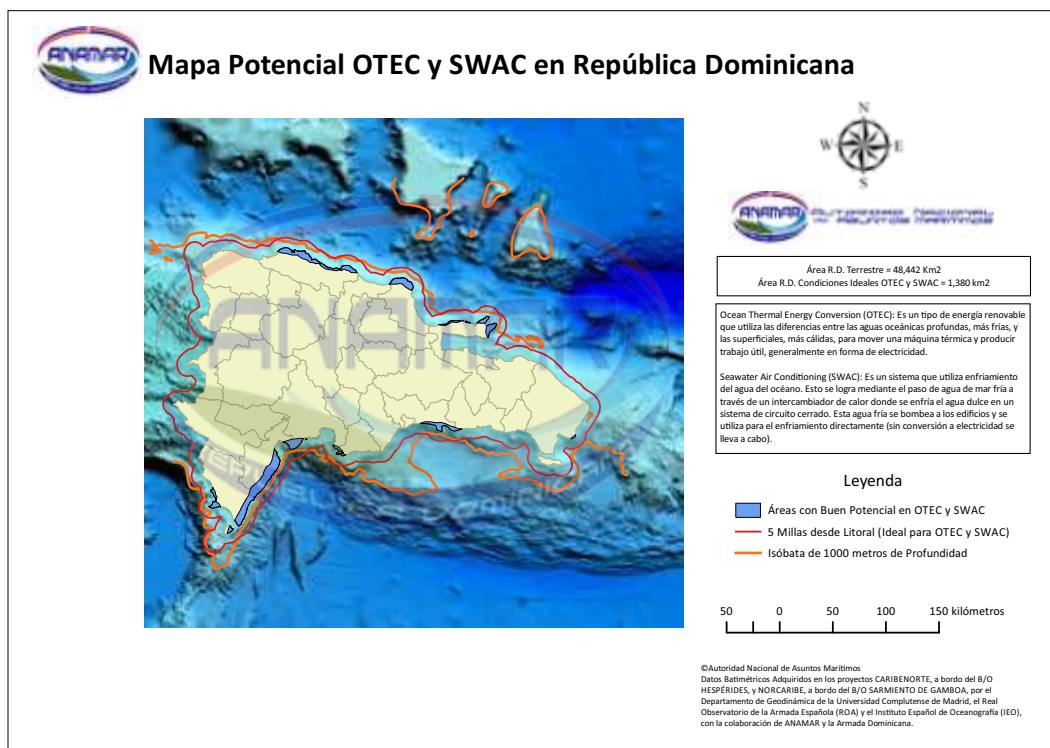 ANAMAR
Mapa Potencial OTEC y SWAC en República Dominicana
N
W E
S
ANAMAR AUTORIDAD NACIONAL
DE ASUNTOS MARITIMOS
Área R.D. Terrestre = 48,442 Km2
Área R.D. Condiciones Ideales OTEC y SWAC = 1,380 km2
Ocean Thermal Energy Conversion (OTEC): Es un tipo de energía renovable
que utiliza las diferencias entre las aguas oceánicas profundas, más frías, y
las superficiales, más cálidas, para mover una máquina térmica y producir
trabajo útil, generalmente en forma de electricidad.
Seawater Air Conditioning (SWAC): Es un sistema que utiliza enfriamiento
del agua del océano. Esto se logra mediante el paso de agua de mar fría a
través de un intercambiador de calor donde se enfría el agua dulce en un
sistema de circuito cerrado. Esta agua fría se bombea a los edificios y se
utiliza para el enfriamiento directamente (sin conversión a electricidad se
lleva a cabo).
ANAMAR
Leyenda
Áreas con Buen Potencial en OTEC y SWAC
5 Millas desde Litoral (Ideal para OTEC y SWAC)
Isóbata de 1000 metros de Profundidad
50 0 50 100 150 kilómetros
©Autoridad Nacional de Asuntos Marítimos
Datos Batimétricos Adquiridos en los proyectos CARIBENORTE, a bordo del B/O
HESPÉRIDES, y NORCARIBE, a bordo del B/O SARMIENTO DE GAMBOA, por el
Departamento de Geodinámica de la Universidad Complutense de Madrid, el Real
Observatorio de la Armada Española (ROA) y el Instituto Español de Oceanografía (IEO),
con la colaboración de ANAMAR y la Armada Dominicana.